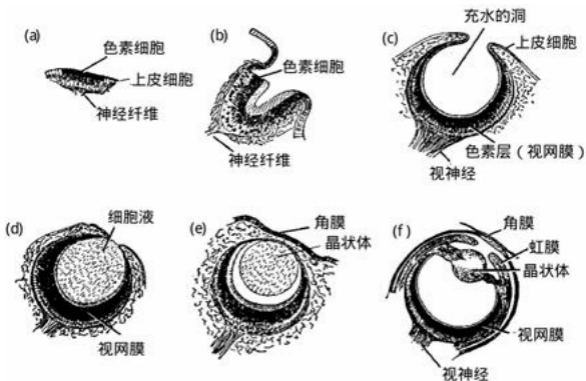 (a)
色素细胞
上皮细胞
神经纤维
(b)
色素细胞
神经纤维
(c)
充水的洞
上皮细胞
色素层（视网膜）
视神经
(d)
细胞液
视网膜
(e)
角膜
晶状体
(f)
角膜
虹膜
晶状体
视网膜
视神经